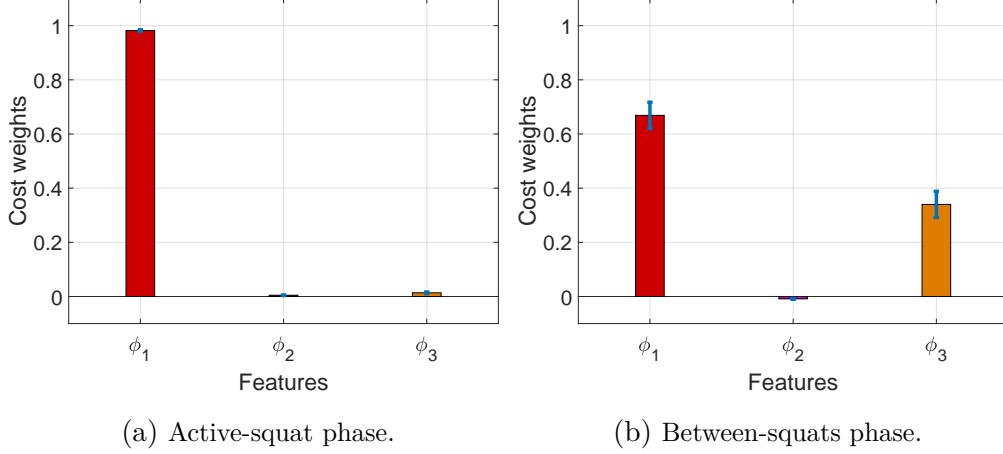 1
0.8
0.6
0.4
0.2
0
Cost weights
ϕ1
ϕ2
ϕ3
Features
(a) Active-squat phase.
1
0.8
0.6
0.4
0.2
0
Cost weights
ϕ1
ϕ2
ϕ3
Features
(b) Between-squats phase.